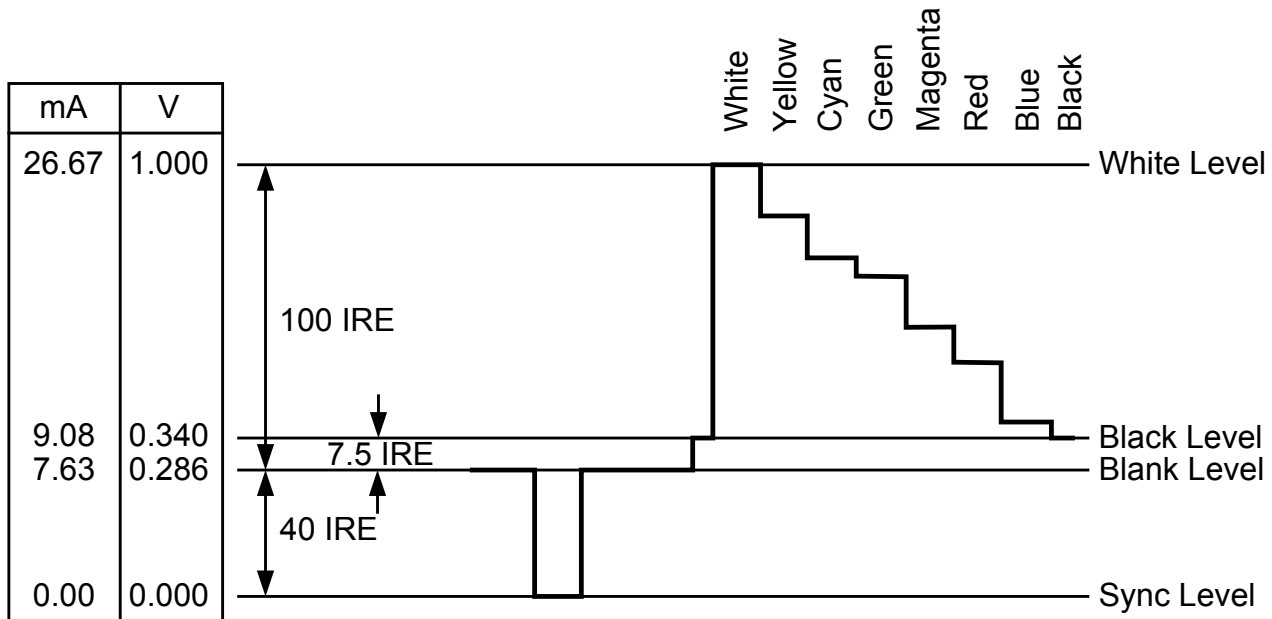 White
Yellow
Cyan
Green
Magenta
Red
Blue
Black
mA V
26.67 1.000 White Level
100 IRE
9.08 0.340 Black Level
7.5 IRE
7.63 0.286 Blank Level
40 IRE
0.00 0.000 Sync Level